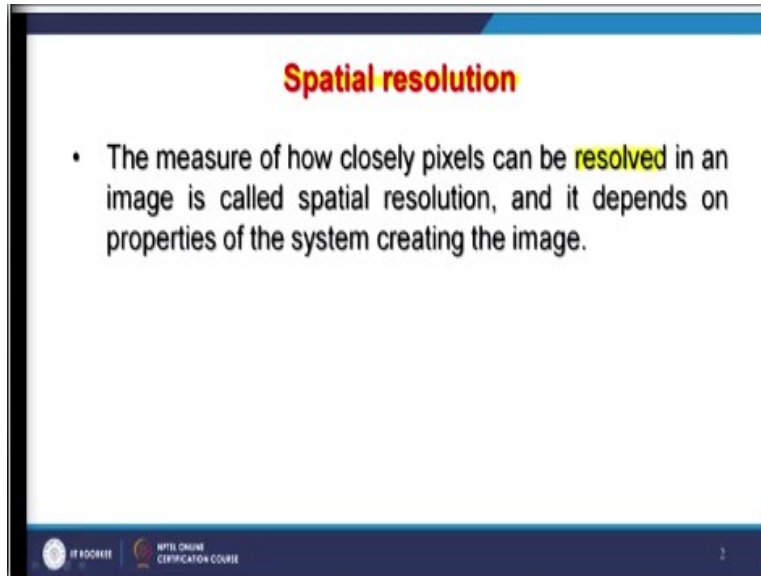 Spatial resolution
• The measure of how closely pixels can be resolved in an
image is called spatial resolution, and it depends on
properties of the system creating the image.
IIT ROORKEE
NPTEL ONLINE
CERTIFICATION COURSE
2